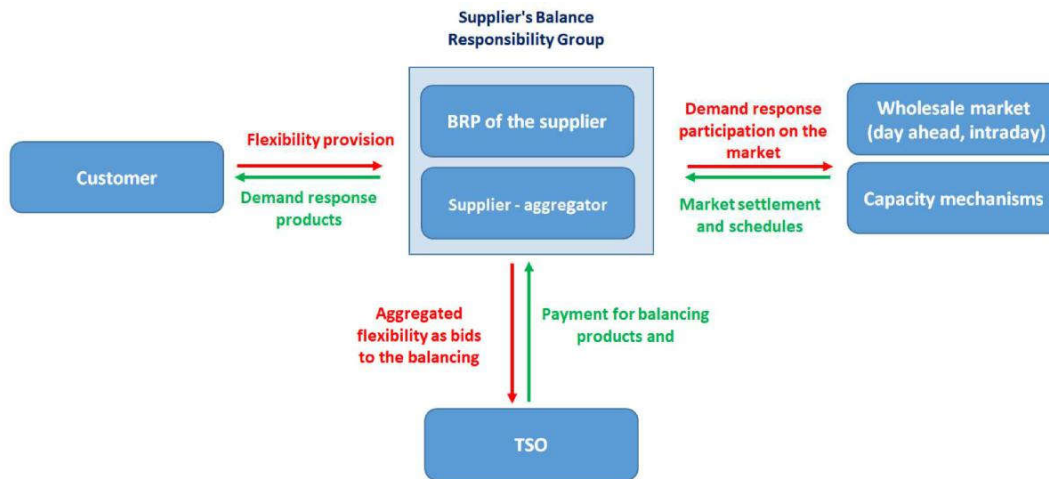 Supplier's Balance
Responsibility Group
BRP of the supplier
Supplier - aggregator
Customer
Flexibility provision
Demand response
products
Demand response
participation on the
market
Market settlement
and schedules
Wholesale market
(day ahead, intraday)
Capacity mechanisms
Aggregated
flexibility as bids
to the balancing
Payment for balancing
products and
TSO